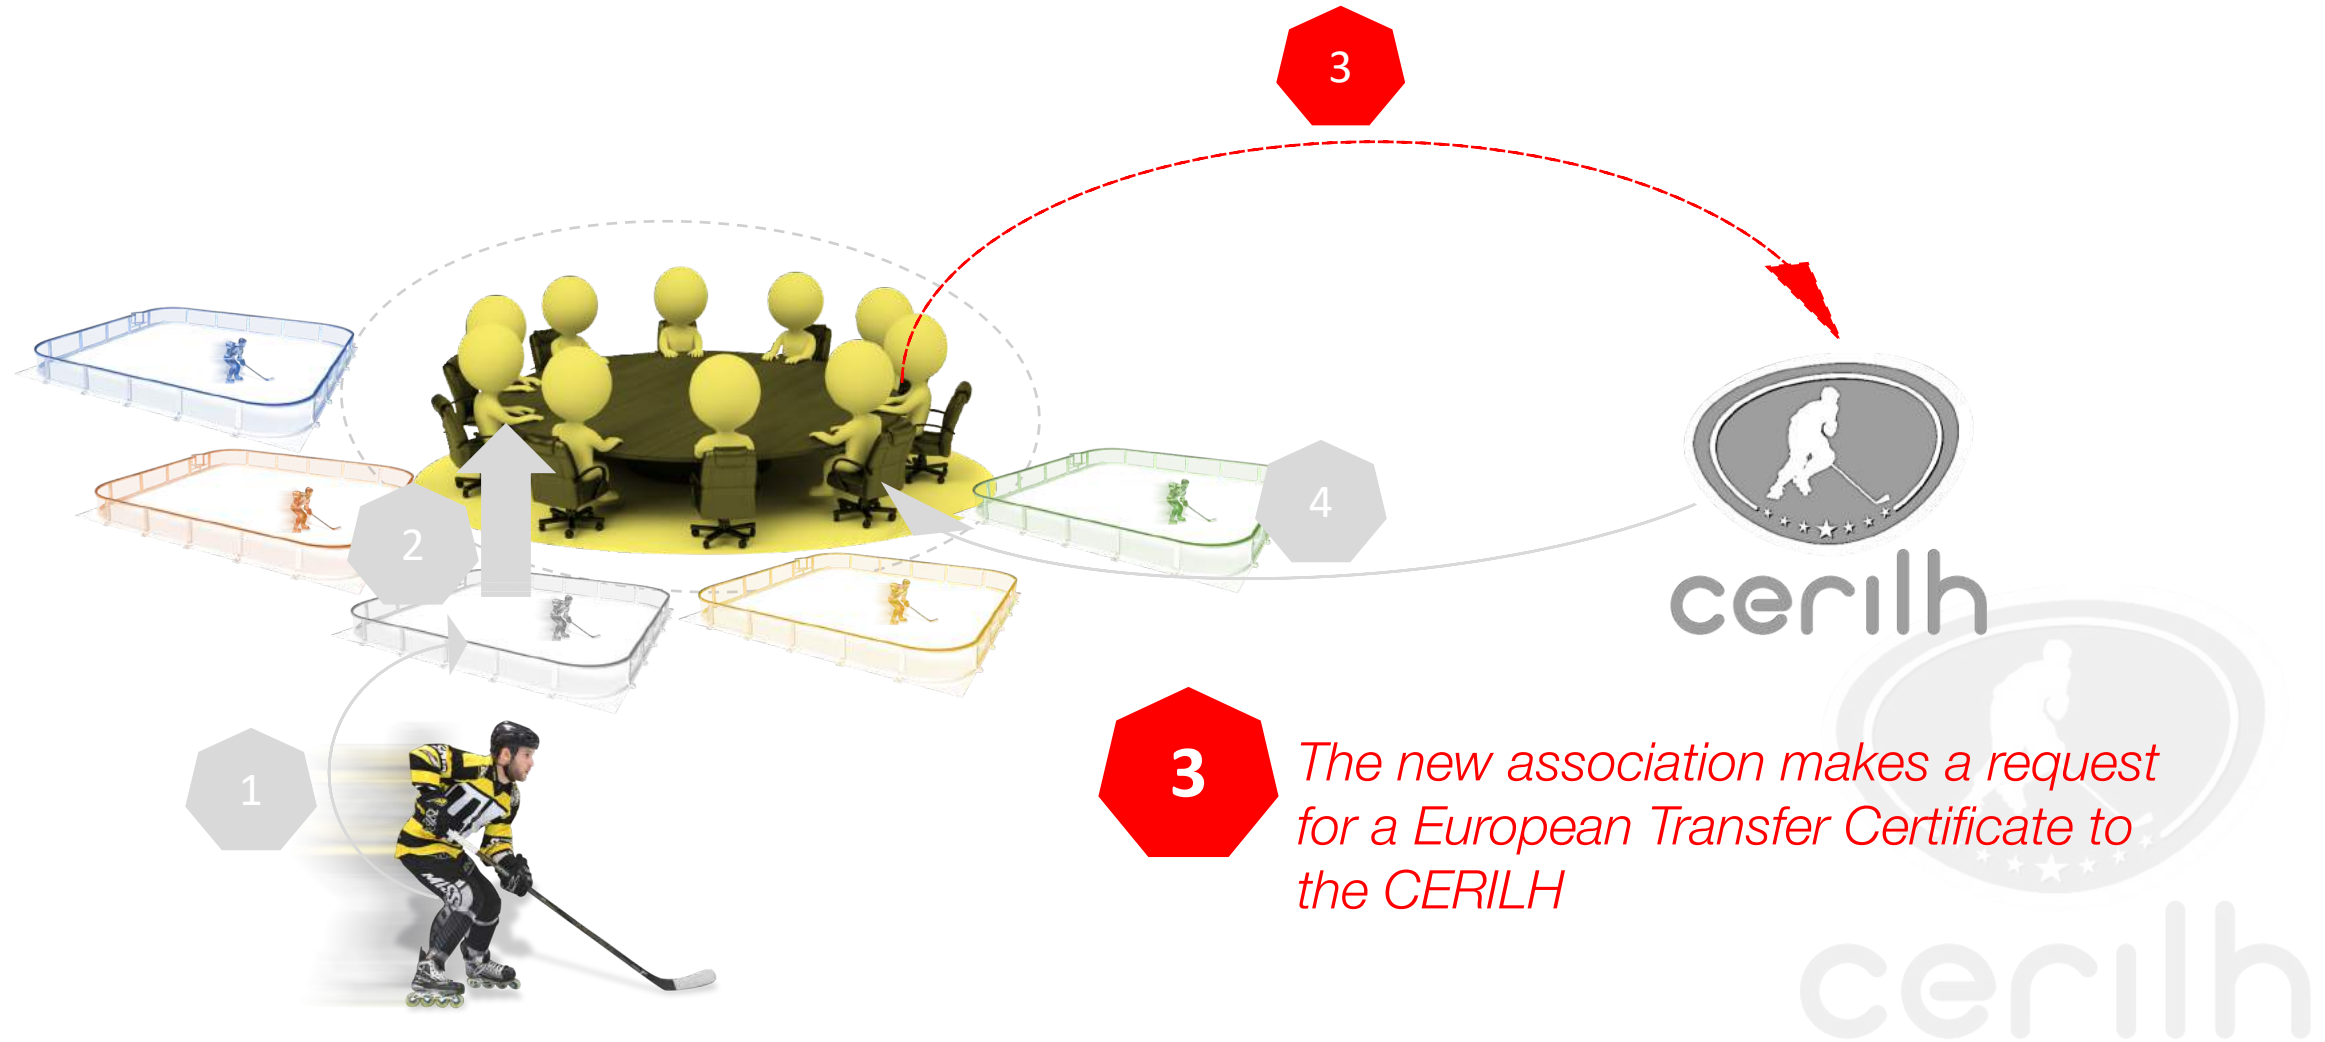 3
2
4
cerilh
1
3
The new association makes a request
for a European Transfer Certificate to
the CERILH
cerilh